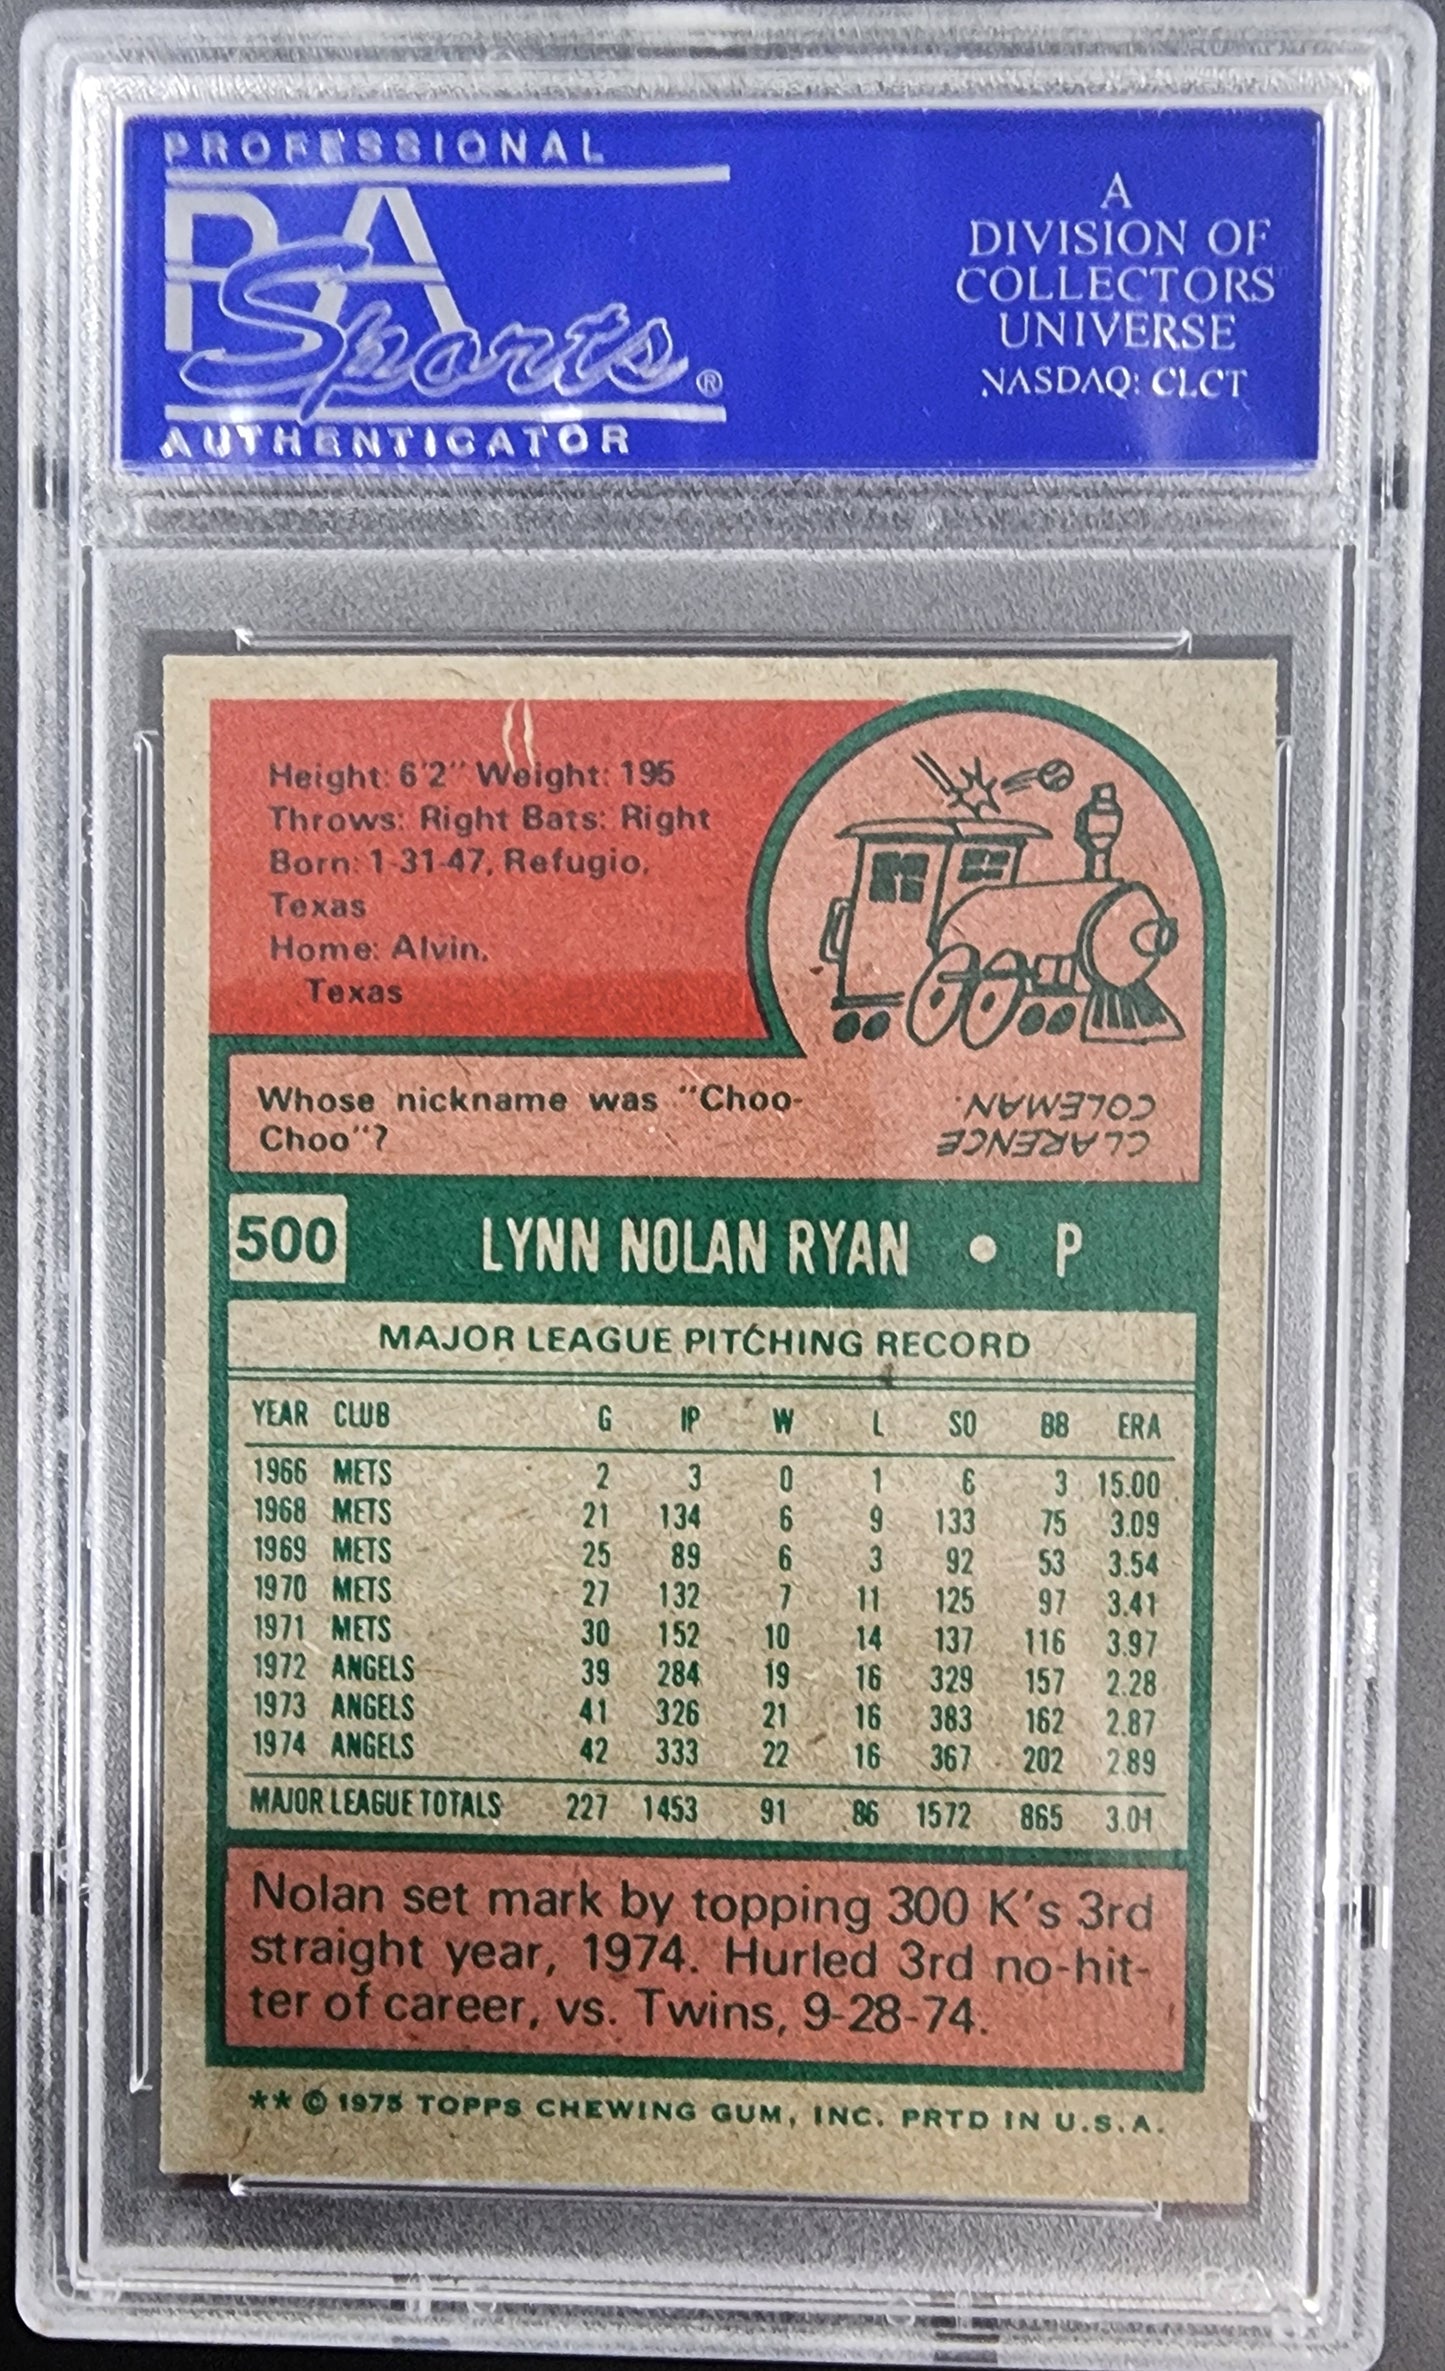 PROFESSIONAL
PSA
Sports®
AUTHENTICATOR
A
DIVISION OF
COLLECTORS
UNIVERSE
NASDAQ: CLCT
Height: 6'2" Weight: 195
Throws: Right Bats: Right
Born: 1-31-47, Refugio,
Texas
Home: Alvin,
Texas
Whose nickname was "Choo-
Choo"?
CLARENCE
COLEMAN.
500 LYNN NOLAN RYAN • P
MAJOR LEAGUE PITCHING RECORD
YEAR CLUB G IP W L SO BB ERA
1966 METS 2 3 0 1 6 3 15.00
1968 METS 21 134 6 9 133 75 3.09
1969 METS 25 89 6 3 92 53 3.54
1970 METS 27 132 7 11 125 97 3.41
1971 METS 30 152 10 14 137 116 3.97
1972 ANGELS 39 284 19 16 329 157 2.28
1973 ANGELS 41 326 21 16 383 162 2.87
1974 ANGELS 42 333 22 16 367 202 2.89
MAJOR LEAGUE TOTALS 227 1453 91 86 1572 865 3.01
Nolan set mark by topping 300 K's 3rd
straight year, 1974. Hurled 3rd no-hit-
ter of career, vs. Twins, 9-28-74.
** © 1975 TOPPS CHEWING GUM, INC. PRTD IN U.S.A.